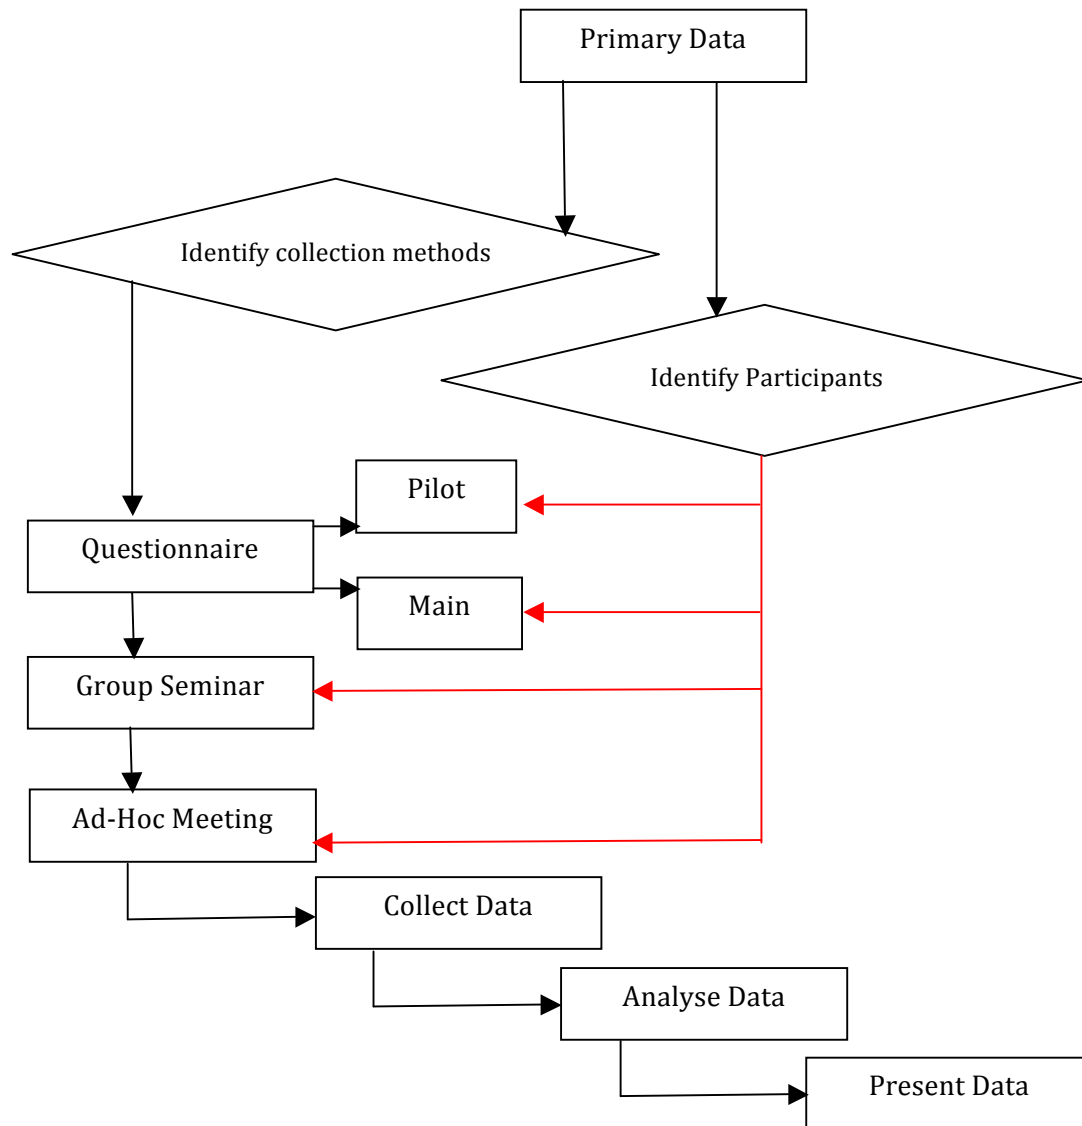 Primary Data
Identify collection methods
Identify Participants
Pilot
Questionnaire
Main
Group Seminar
Ad-Hoc Meeting
Collect Data
Analyse Data
Present Data